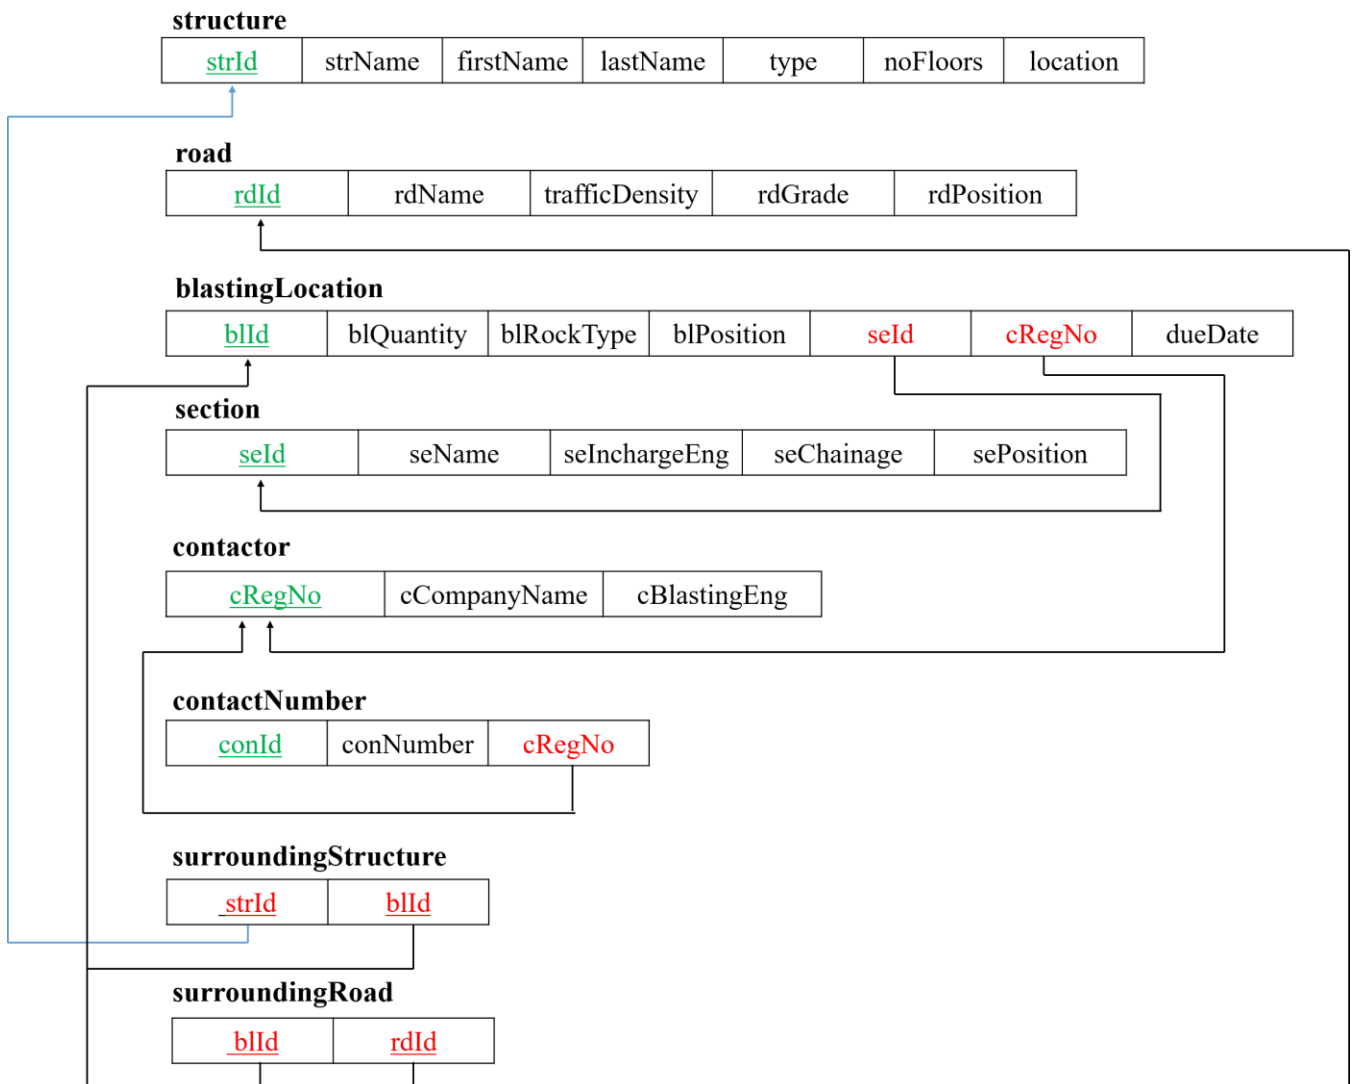 structure
strId strName firstName lastName type noFloors location
road
rdId rdName trafficDensity rdGrade rdPosition
blastingLocation
blId blQuantity blRockType blPosition seId cRegNo dueDate
section
seId seName seInchargeEng seChainage sePosition
contactor
cRegNo cCompanyName cBlastingEng
contactNumber
conId conNumber cRegNo
surroundingStructure
strId blId
surroundingRoad
blId rdId